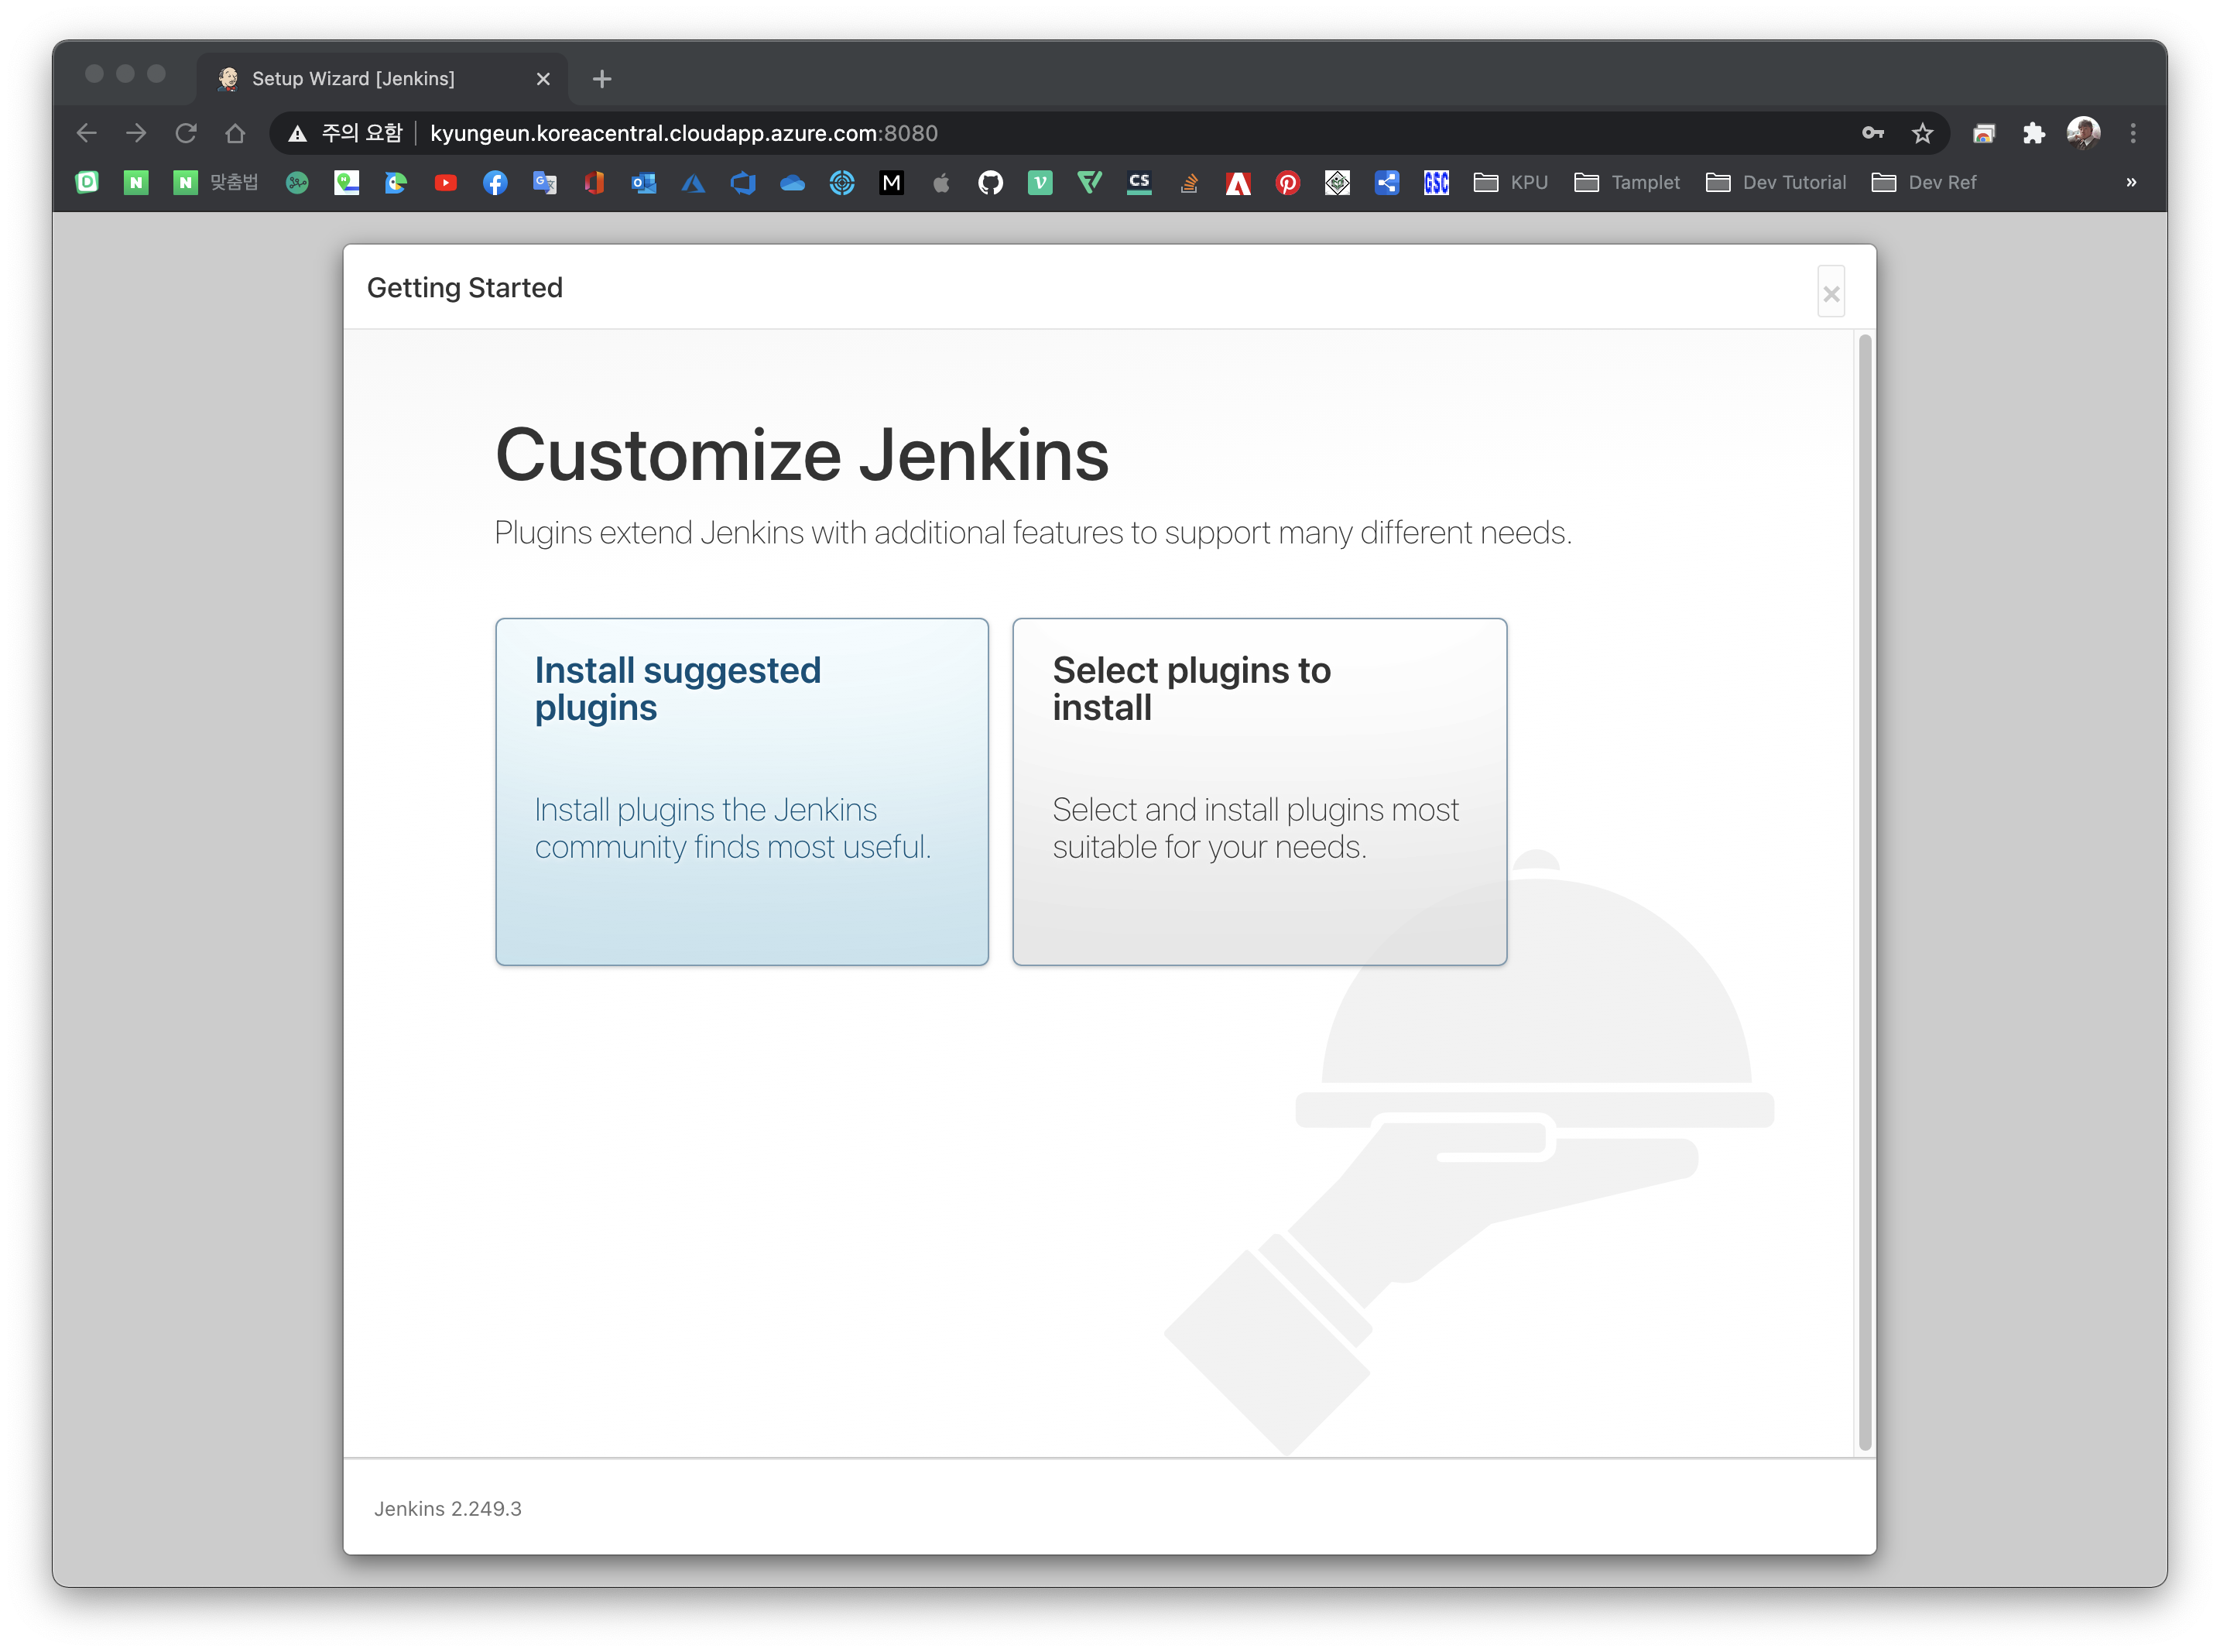 Setup Wizard [Jenkins]
주의 요함 kyungeun.koreacentral.cloudapp.azure.com:8080
맞춤법 KPU Tamplet Dev Tutorial Dev Ref »
Getting Started
Customize Jenkins
Plugins extend Jenkins with additional features to support many different needs.
Install suggested
plugins
Install plugins the Jenkins
community finds most useful.
Select plugins to
install
Select and install plugins most
suitable for your needs.
Jenkins 2.249.3